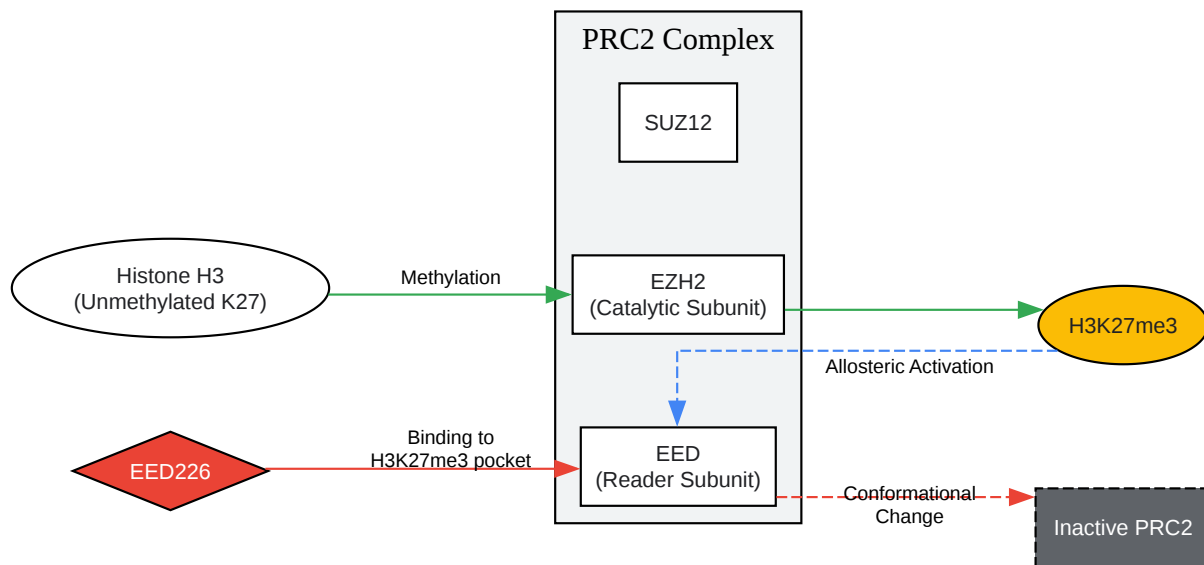 PRC2 Complex
SUZ12
Histone H3
(Unmethylated K27)
Methylation
EZH2
(Catalytic Subunit)
H3K27me3
Allosteric Activation
EED226
Binding to
H3K27me3 pocket
EED
(Reader Subunit)
Conformational
Change
Inactive PRC2